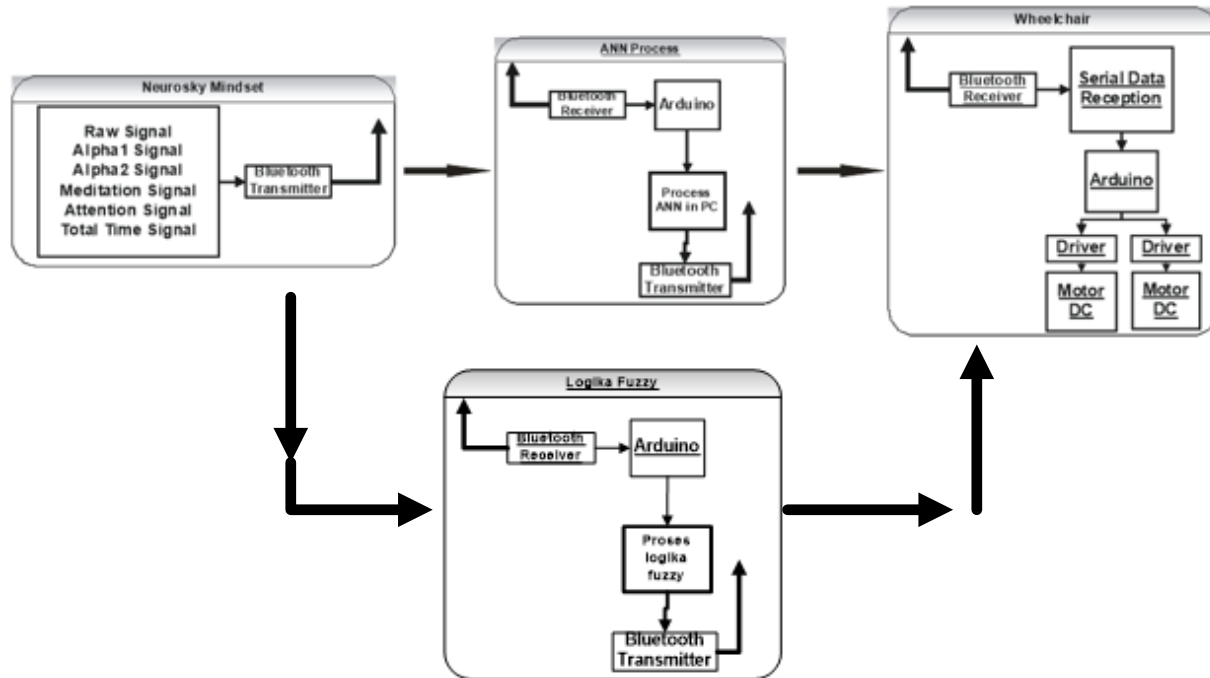 Neurosky Mindset
Raw Signal
Alpha1 Signal
Alpha2 Signal
Meditation Signal
Attention Signal
Total Time Signal
Bluetooth
Transmitter
ANN Process
Bluetooth
Receiver
Arduino
Process
ANN in PC
Bluetooth
Transmitter
Wheelchair
Bluetooth
Receiver
Serial Data
Reception
Arduino
Driver
Driver
Motor
DC
Motor
DC
Logika Fuzzy
Bluetooth
Receiver
Arduino
Proses
logika
fuzzy
Bluetooth
Transmitter